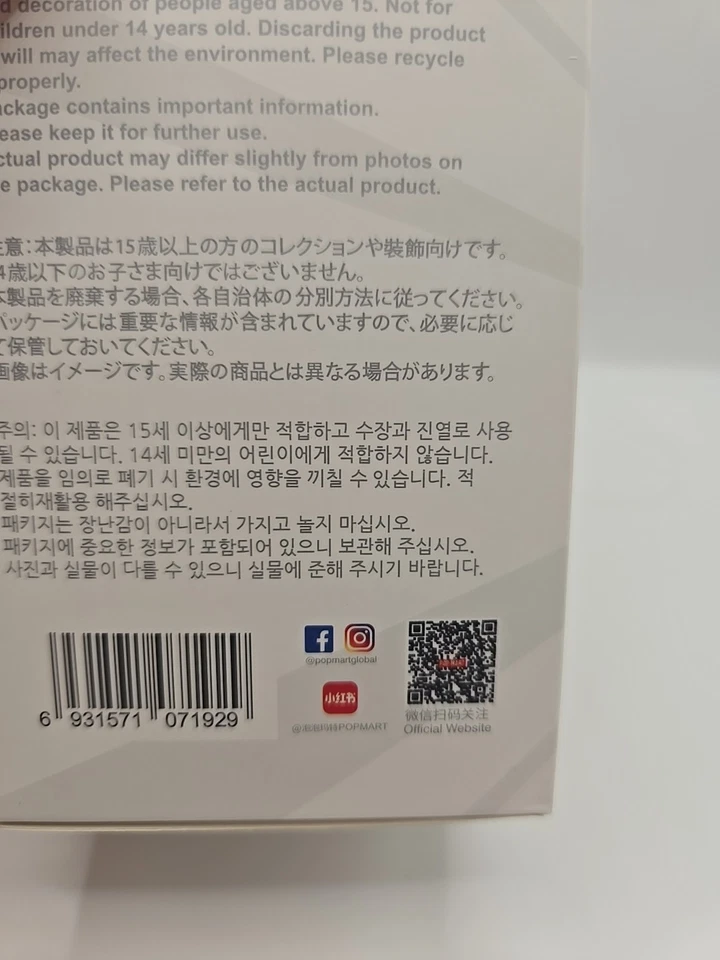 decoration of people aged above 15. Not for
ildren under 14 years old. Discarding the product
will may affect the environment. Please recycle
properly.
ackage contains important information.
ease keep it for further use.
ctual product may differ slightly from photos on
e package. Please refer to the actual product.
意:本製品は15歳以上の方のコレクションや装飾向けです。
4歳以下のお子さま向けではございません。
本製品を廃棄する場合、各自治体の分別方法に従ってください。
パッケージには重要な情報が含まれていますので、必要に応じ
て保管しておいてください。
画像はイメージです。実際の商品とは異なる場合があります。
주의: 이 제품은 15세 이상에게만 적합하고 수장과 진열로 사용
될 수 있습니다. 14세 미만의 어린이에게 적합하지 않습니다.
제품을 임의로 폐기 시 환경에 영향을 끼칠 수 있습니다. 적
절히재활용 해주십시오.
패키지는 장난감이 아니라서 가지고 놀지 마십시오.
패키지에 중요한 정보가 포함되어 있으니 보관해 주십시오.
사진과 실물이 다를 수 있으니 실물에 준해 주시기 바랍니다.
@popmartglobal
小红书
@泡泡玛特POPMART
微信扫码关注
Official Website
6 931571 071929